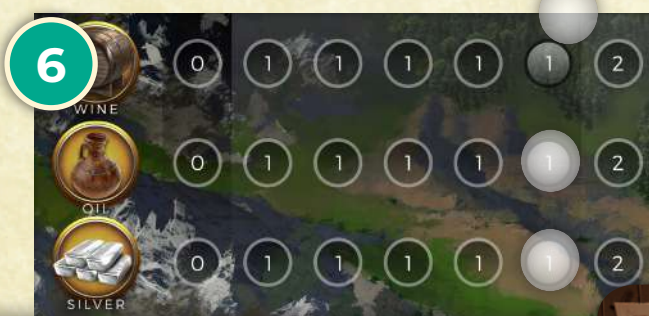 6
WINE 0 1 1 1 1 1 2
OIL 0 1 1 1 1 1 2
SILVER 0 1 1 1 1 1 2